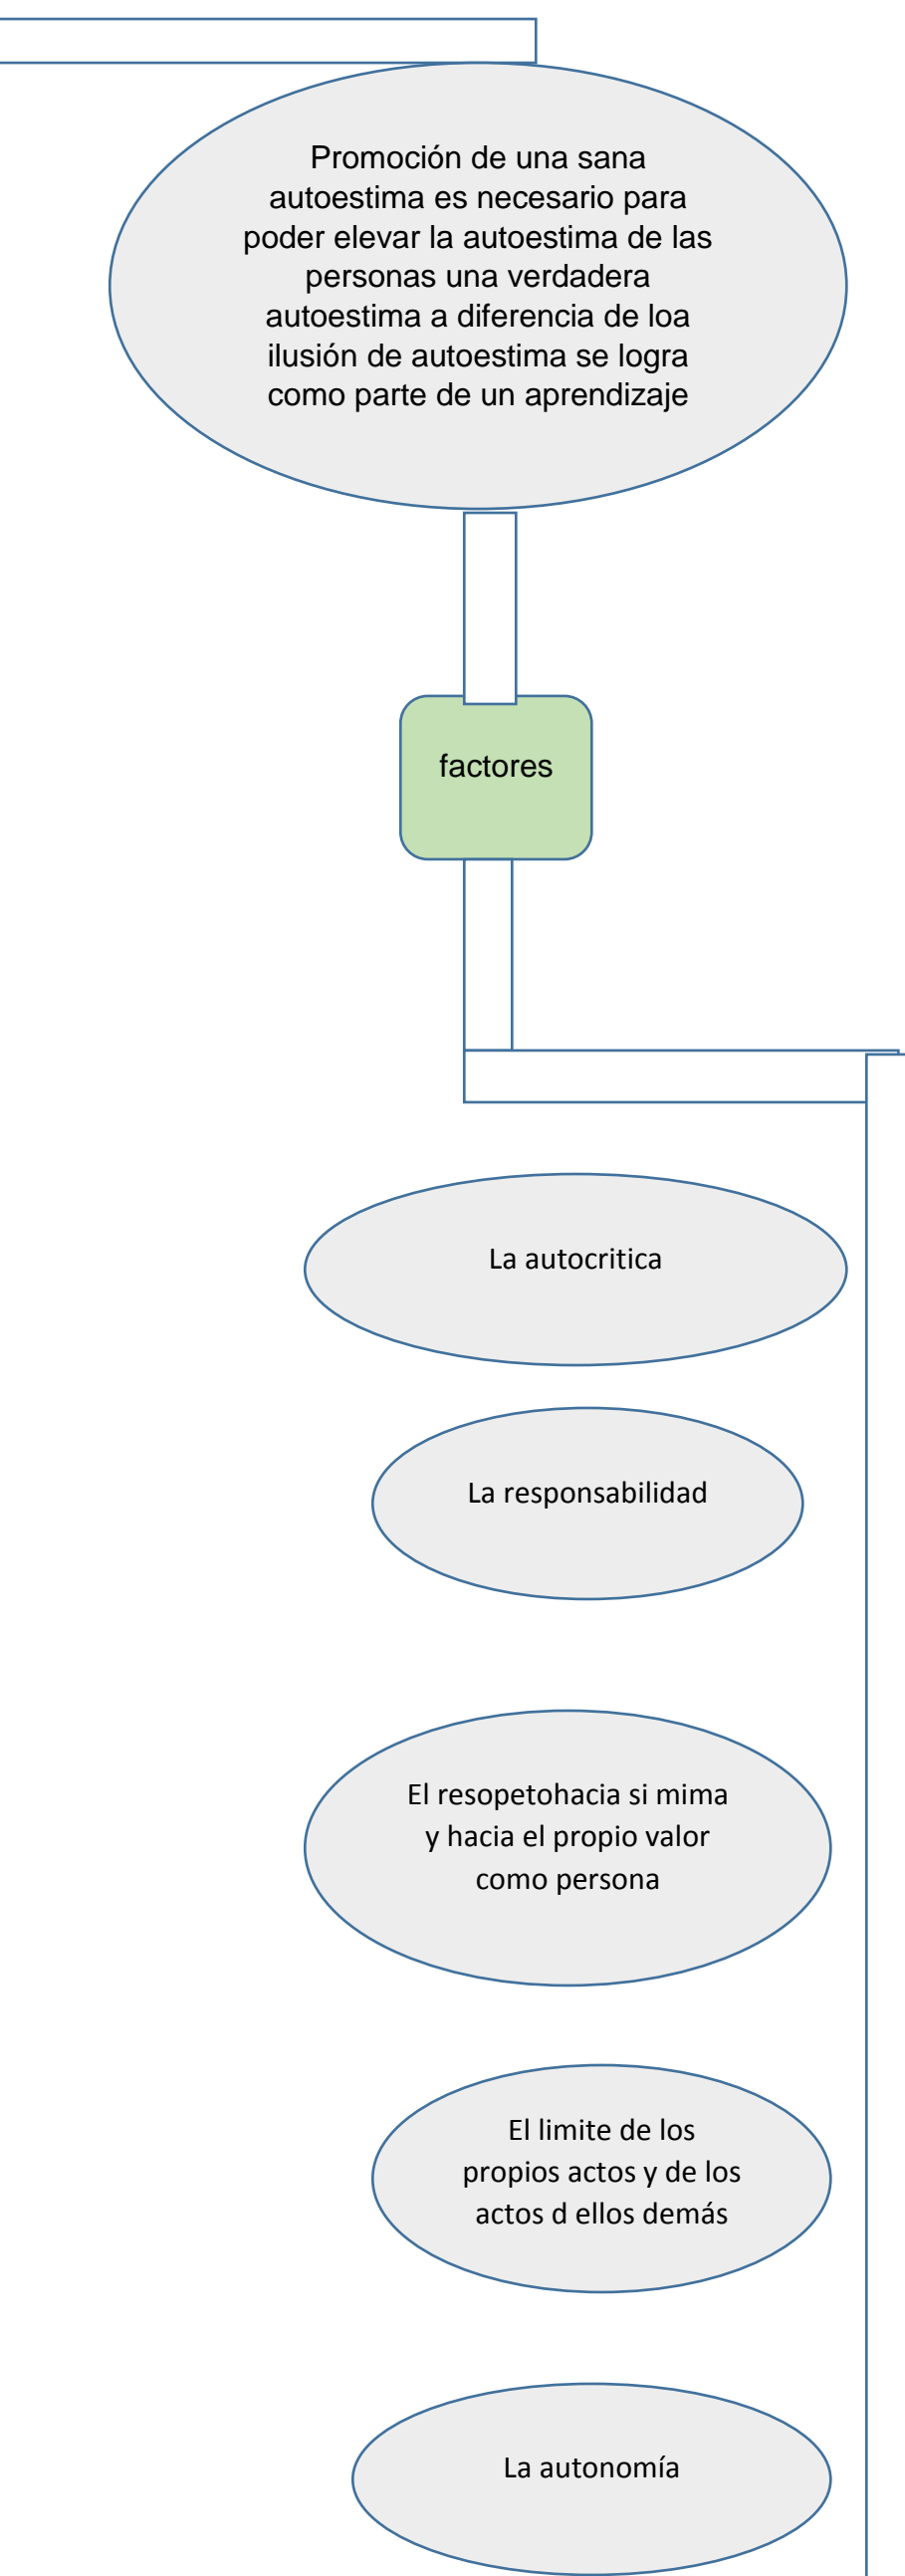 Promoción de una sana
autoestima es necesario para
poder elevar la autoestima de las
personas una verdadera
autoestima a diferencia de loa
ilusión de autoestima se logra
como parte de un aprendizaje
factores
La autocritica
La responsabilidad
El resopetohacia si mima
y hacia el propio valor
como persona
El limite de los
propios actos y de los
actos d ellos demás
La autonomía